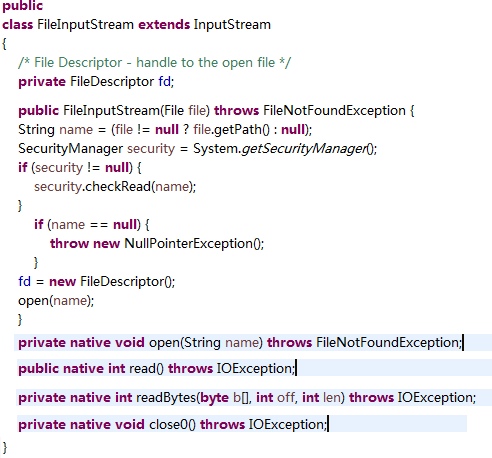 public
class FileInputStream extends InputStream
{
/* File Descriptor - handle to the open file */
private FileDescriptor fd;
public FileInputStream(File file) throws FileNotFoundException {
String name = (file != null ? file.getPath() : null);
SecurityManager security = System.getSecurityManager();
if (security != null) {
security.checkRead(name);
}
if (name == null) {
throw new NullPointerException();
}
fd = new FileDescriptor();
open(name);
}
private native void open(String name) throws FileNotFoundException;
public native int read() throws IOException;
private native int readBytes(byte b[], int off, int len) throws IOException;
private native void close0() throws IOException;
}